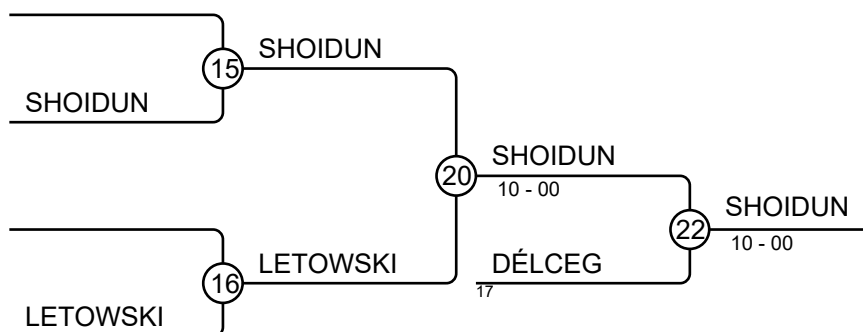 SHOIDUN
15
SHOIDUN
SHOIDUN
20
10 - 00
SHOIDUN
22
10 - 00
LETOWSKI
DÉLCEG
16
17
LETOWSKI